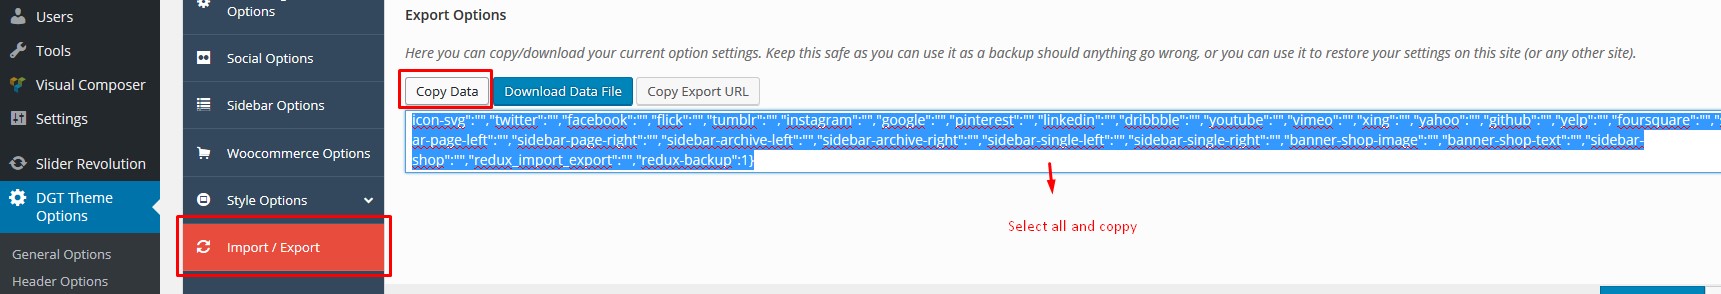 Users
Tools
Visual Composer
Settings
Slider Revolution
DGT Theme
Options
General Options
Header Options
Options
Social Options
Sidebar Options
Woocommerce Options
Style Options
Import / Export
Export Options
Here you can copy/download your current option settings. Keep this safe as you can use it as a backup should anything go wrong, or you can use it to restore your settings on this site (or any other site).
Copy Data
Download Data File
Copy Export URL
icon-svg":"","twitter":"","facebook":"","flick":"","tumblr":"","instagram":"","google":"","pinterest":"","linkedin":"","dribbble":"","youtube":"","vimeo":"","xing":"","yahoo":"","github":"","yelp":"","foursquare":"","
ar-page-left":"","sidebar-page-right":"","sidebar-archive-left":"","sidebar-archive-right":"","sidebar-single-left":"","sidebar-single-right":"","banner-shop-image":"","banner-shop-text":"","sidebar-
shop":"","redux_import_export":"","redux-backup":1}
Select all and coppy